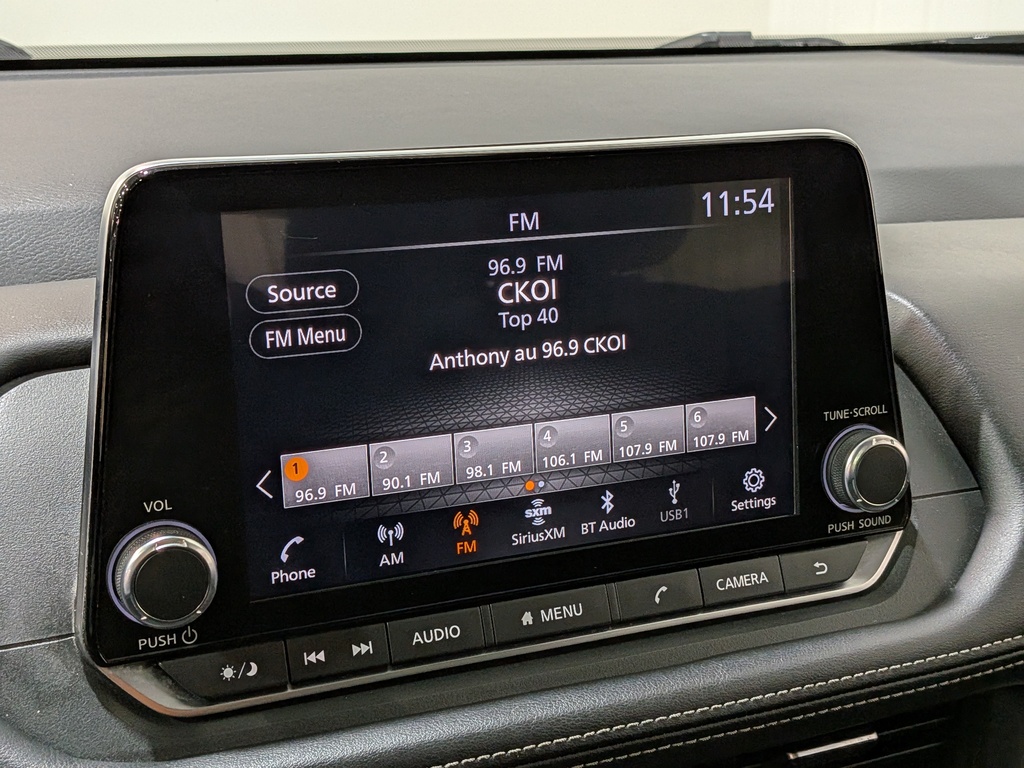 11:54
FM
96.9 FM
CKOI
Top 40
Anthony au 96.9 CKOI
Source
FM Menu
1
96.9 FM
2
90.1 FM
3
98.1 FM
4
106.1 FM
5
107.9 FM
6
107.9 FM
Phone
AM
FM
sxm
SiriusXM
BT Audio
USB1
Settings
VOL
PUSH
TUNE·SCROLL
PUSH SOUND
AUDIO
MENU
CAMERA